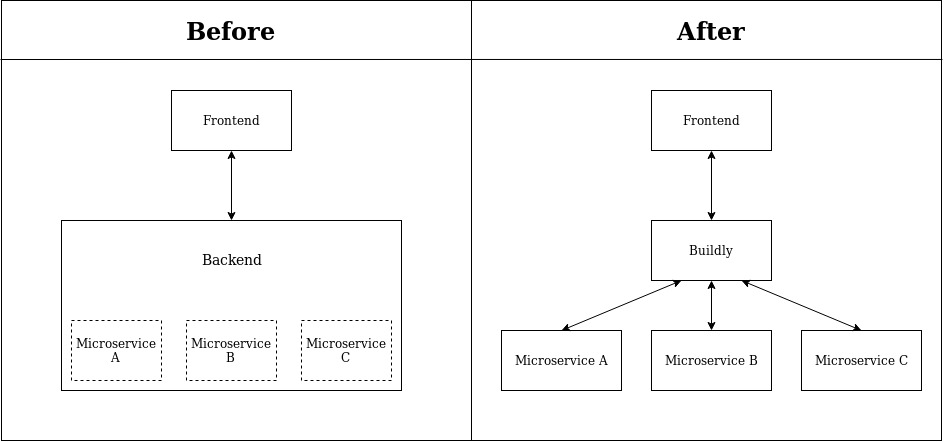 Before
After
Frontend
Backend
Microservice
A
Microservice
B
Microservice
C
Frontend
Buildly
Microservice A
Microservice B
Microservice C